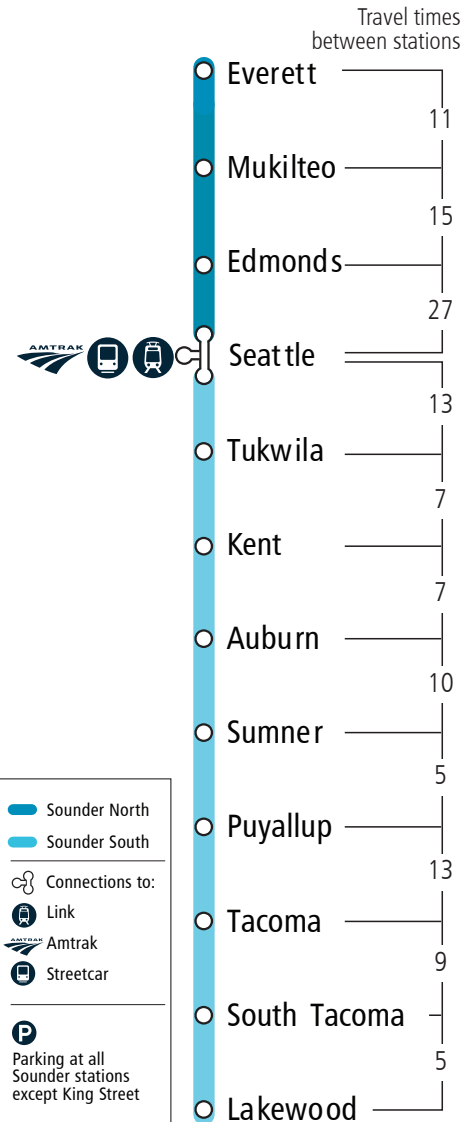 Travel times
between stations
Everett
11
Mukilteo
15
Edmonds
27
AMTRAK
Seattle
13
Tukwila
7
Kent
7
Auburn
10
Sumner
5
Puyallup
13
Tacoma
9
South Tacoma
5
Lakewood
Sounder North
Sounder South
Connections to:
Link
AMTRAK Amtrak
Streetcar
P
Parking at all
Sounder stations
except King Street